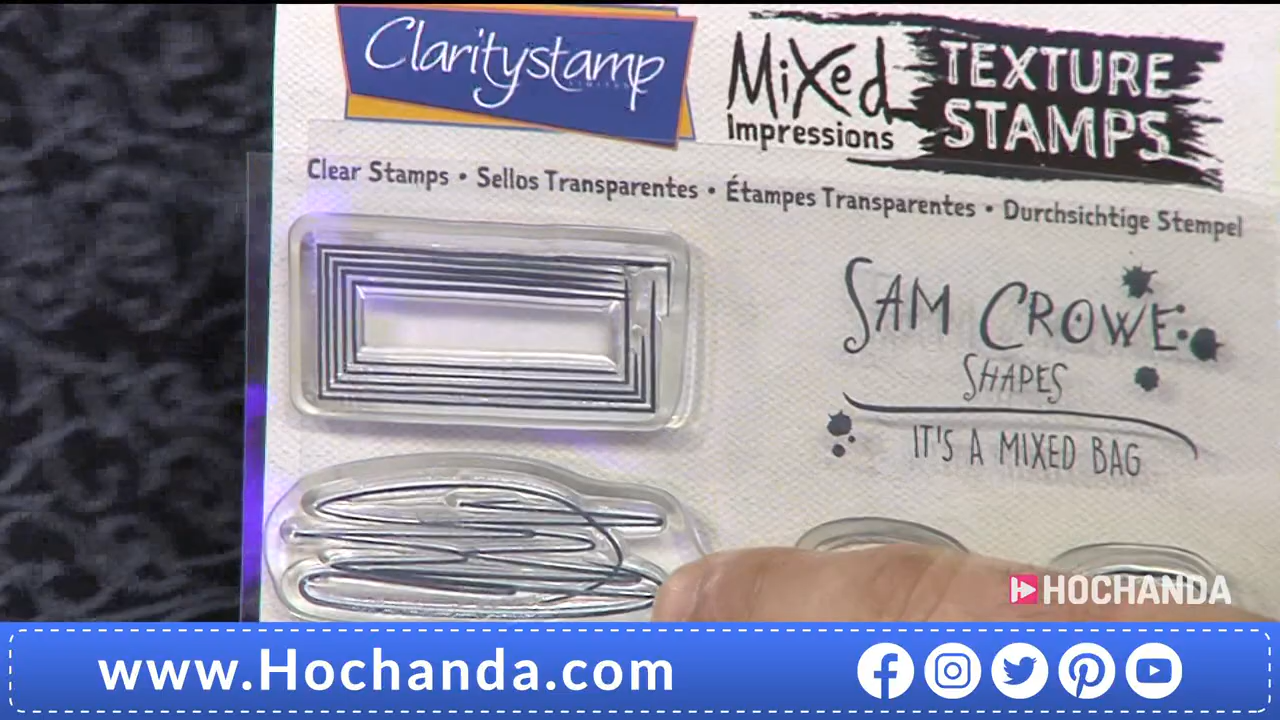 Claritystamp
LIMITED
MiXed
Impressions
TEXTURE
STAMPS
Clear Stamps • Sellos Transparentes • Étampes Transparentes • Durchsichtige Stempel
SAM CROWE
SHAPES
IT'S A MIXED BAG
HOCHANDA
www.Hochanda.com